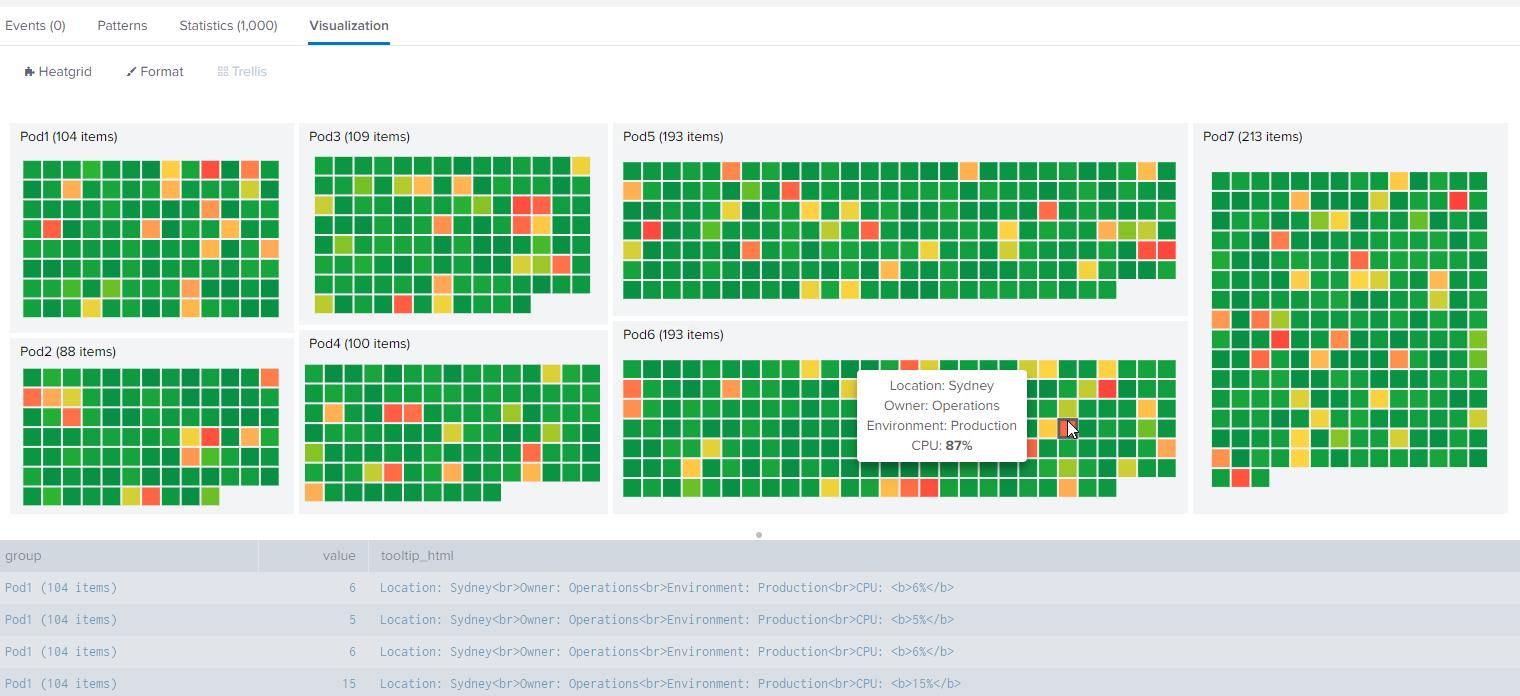 Events (0) Patterns Statistics (1,000) Visualization
Heatgrid Format Trellis
Pod1 (104 items)
Pod3 (109 items)
Pod5 (193 items)
Pod7 (213 items)
Pod2 (88 items)
Pod4 (100 items)
Pod6 (193 items)
Location: Sydney
Owner: Operations
Environment: Production
CPU: 87%
group value tooltip_html
Pod1 (104 items) 6 Location: Sydney<br>Owner: Operations<br>Environment: Production<br>CPU: <b>6%</b>
Pod1 (104 items) 5 Location: Sydney<br>Owner: Operations<br>Environment: Production<br>CPU: <b>5%</b>
Pod1 (104 items) 6 Location: Sydney<br>Owner: Operations<br>Environment: Production<br>CPU: <b>6%</b>
Pod1 (104 items) 15 Location: Sydney<br>Owner: Operations<br>Environment: Production<br>CPU: <b>15%</b>